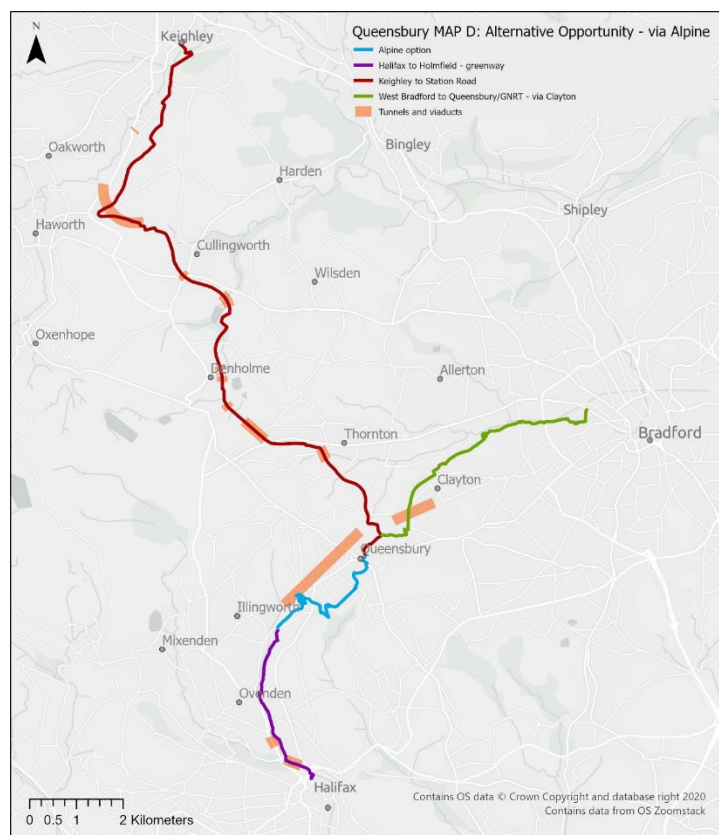 Queensbury MAP D: Alternative Opportunity - via Alpine
Alpine option
Halifax to Holmfield - greenway
Keighley to Station Road
West Bradford to Queensbury/GNRT - via Clayton
Tunnels and viaducts
N
Keighley
Oakworth
Bingley
Harden
Shipley
Haworth
Cullingworth
Wilsden
Oxenhope
Denholme
Allerton
Thornton
Bradford
Clayton
Queensbury
Illingworth
Mixenden
Ovenden
Halifax
Contains OS data © Crown Copyright and database right 2020
Contains data from OS Zoomstack
0 0.5 1 2 Kilometers